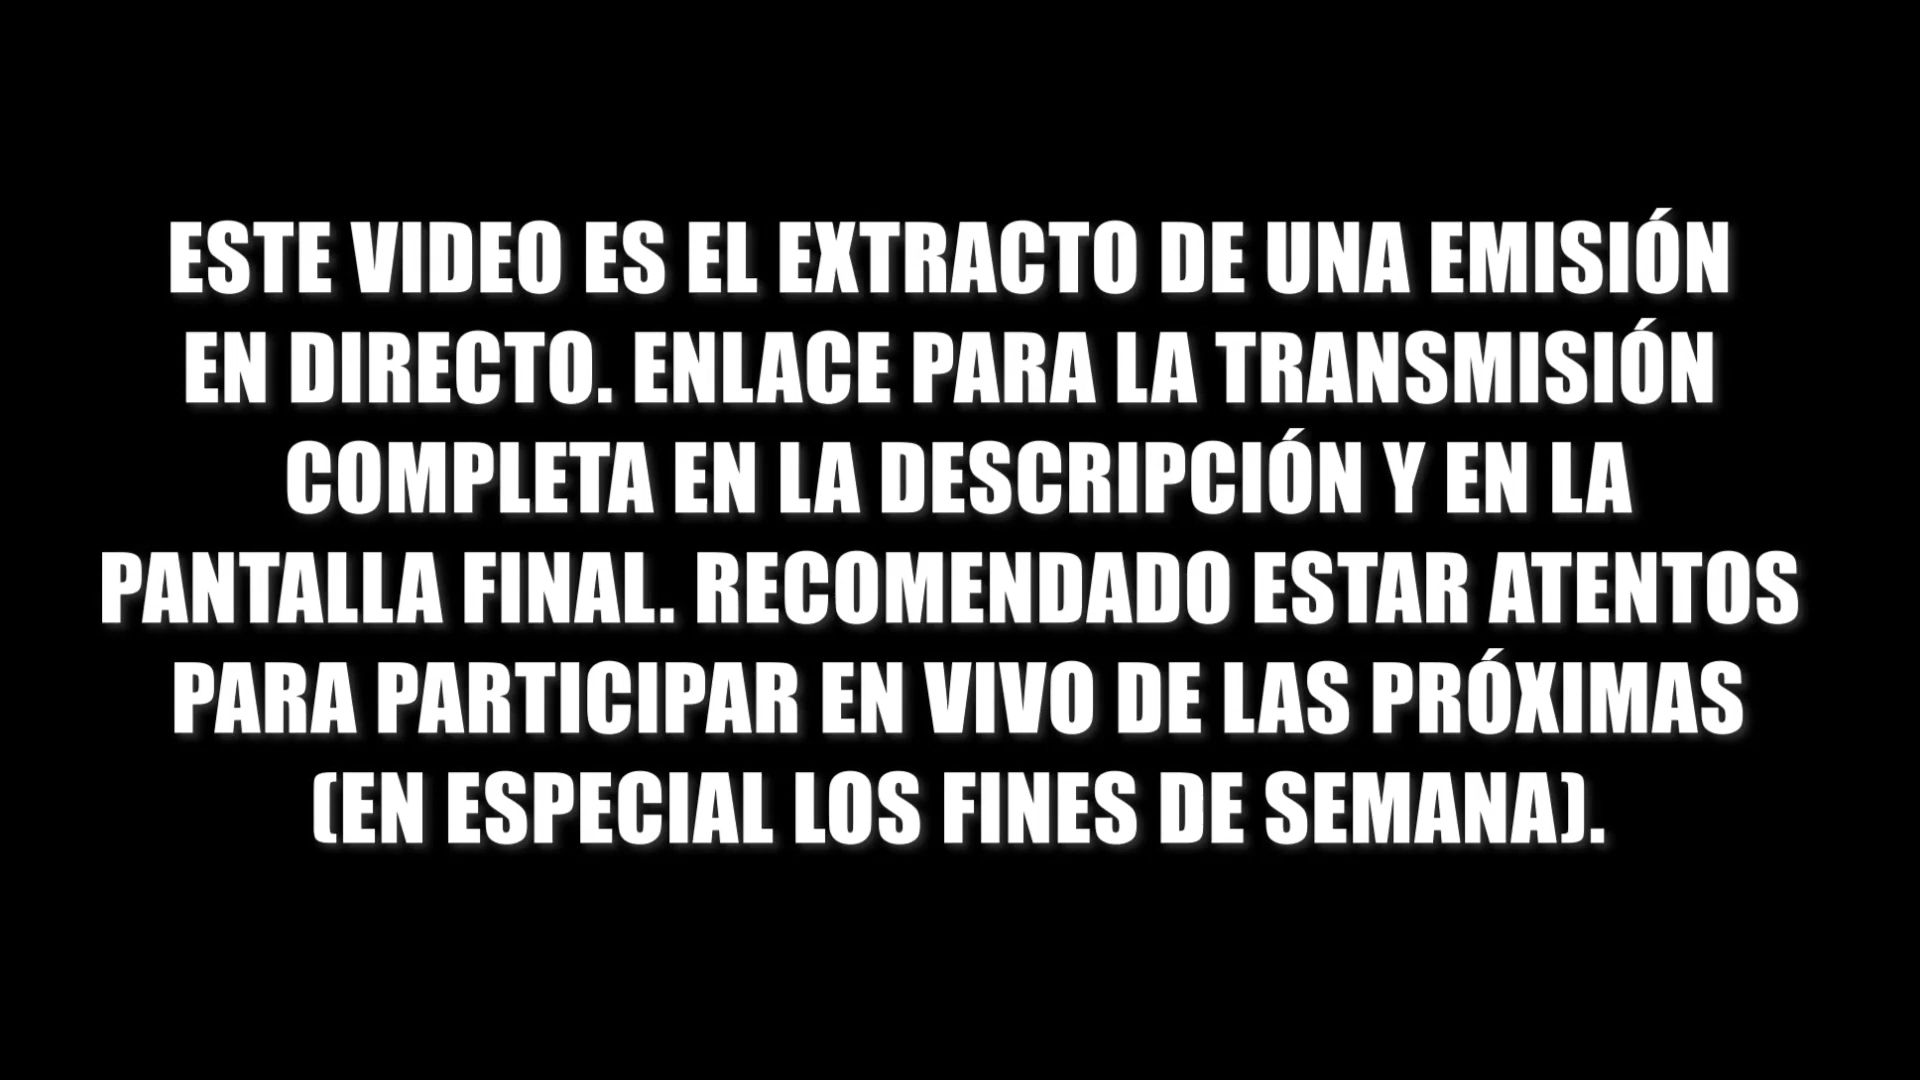 ESTE VIDEO ES EL EXTRACTO DE UNA EMISIÓN
EN DIRECTO. ENLACE PARA LA TRANSMISIÓN
COMPLETA EN LA DESCRIPCIÓN Y EN LA
PANTALLA FINAL. RECOMENDADO ESTAR ATENTOS
PARA PARTICIPAR EN VIVO DE LAS PRÓXIMAS
(EN ESPECIAL LOS FINES DE SEMANA).